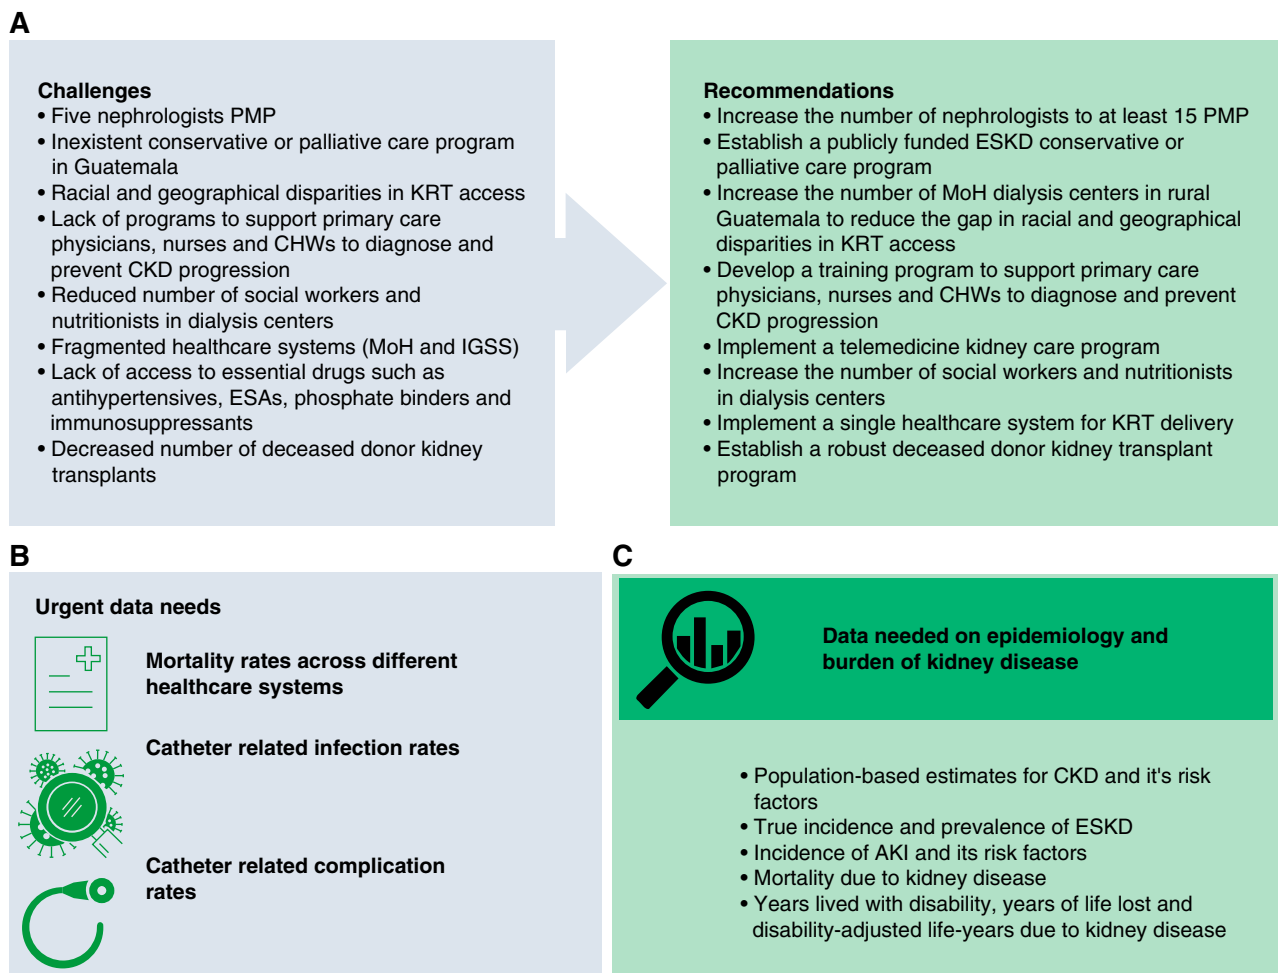 A
Challenges
• Five nephrologists PMP
• Inexistent conservative or palliative care program
in Guatemala
• Racial and geographical disparities in KRT access
• Lack of programs to support primary care
physicians, nurses and CHWs to diagnose and
prevent CKD progression
• Reduced number of social workers and
nutritionists in dialysis centers
• Fragmented healthcare systems (MoH and IGSS)
• Lack of access to essential drugs such as
antihypertensives, ESAs, phosphate binders and
immunosuppressants
• Decreased number of deceased donor kidney
transplants
Recommendations
• Increase the number of nephrologists to at least 15 PMP
• Establish a publicly funded ESKD conservative or
palliative care program
• Increase the number of MoH dialysis centers in rural
Guatemala to reduce the gap in racial and geographical
disparities in KRT access
• Develop a training program to support primary care
physicians, nurses and CHWs to diagnose and prevent
CKD progression
• Implement a telemedicine kidney care program
• Increase the number of social workers and nutritionists
in dialysis centers
• Implement a single healthcare system for KRT delivery
• Establish a robust deceased donor kidney transplant
program
B
Urgent data needs
Mortality rates across different
healthcare systems
Catheter related infection rates
Catheter related complication
rates
C
Data needed on epidemiology and
burden of kidney disease
• Population-based estimates for CKD and it's risk
factors
• True incidence and prevalence of ESKD
• Incidence of AKI and its risk factors
• Mortality due to kidney disease
• Years lived with disability, years of life lost and
disability-adjusted life-years due to kidney disease